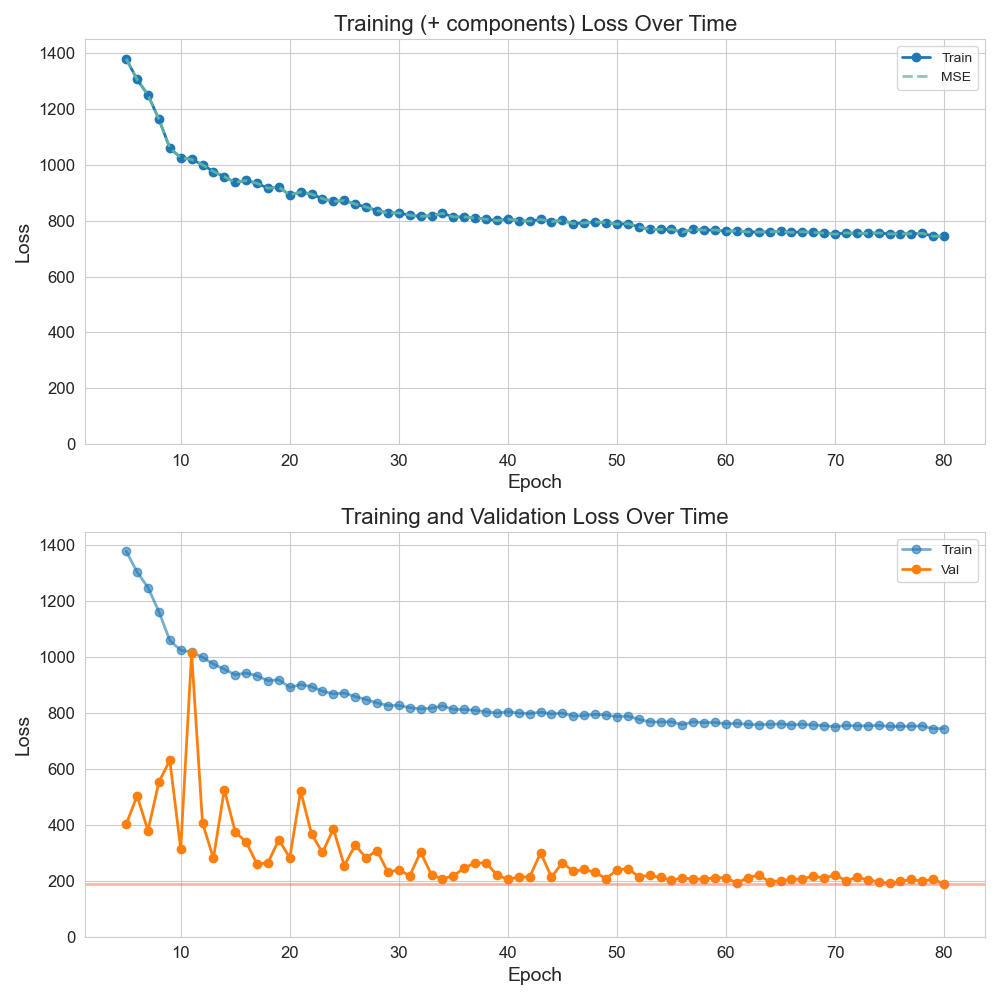 Training (+ components) Loss Over Time
1400
1200
1000
800
600
400
200
0
Loss
Train
MSE
10 20 30 40 50 60 70 80
Epoch
Training and Validation Loss Over Time
1400
1200
1000
800
600
400
200
0
Loss
Train
Val
10 20 30 40 50 60 70 80
Epoch